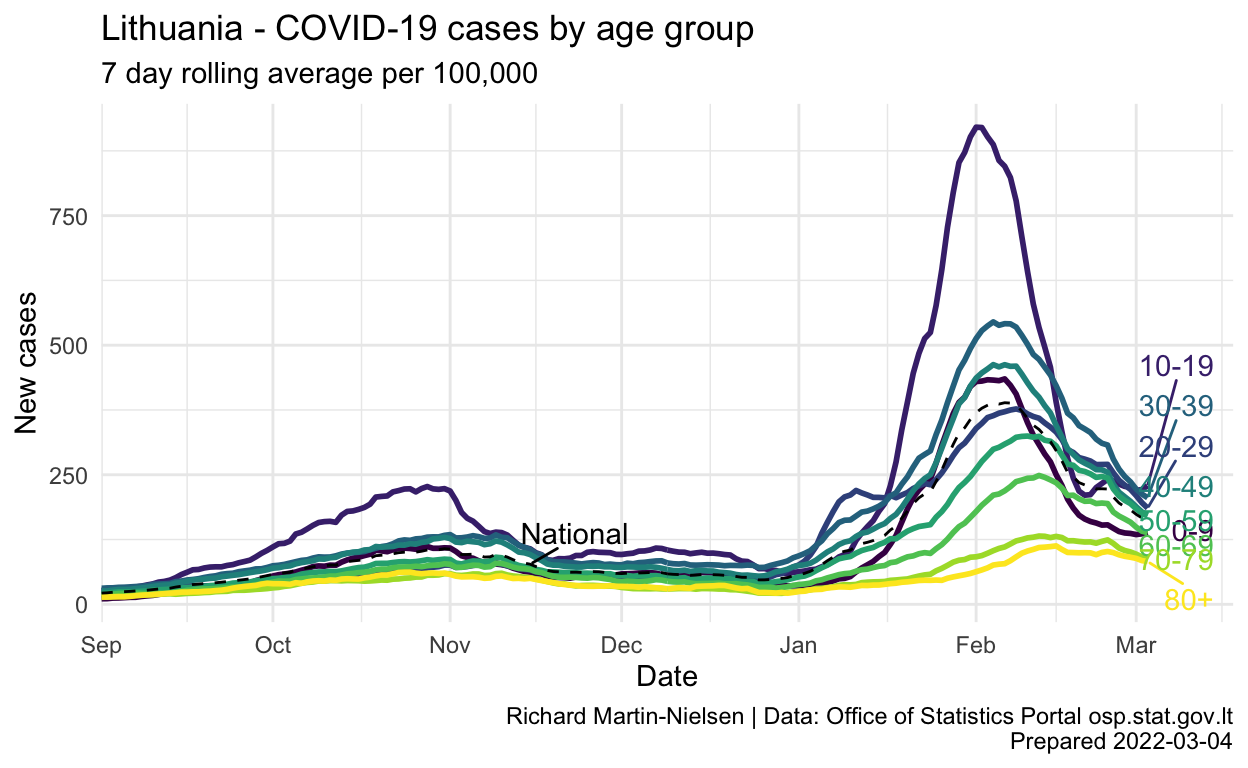 Lithuania - COVID-19 cases by age group
7 day rolling average per 100,000
New cases
750
500
250
0
10-19
30-39
20-29
40-49
50-59
0-9
60-69
70-79
80+
National
Sep
Oct
Nov
Dec
Jan
Feb
Mar
Date
Richard Martin-Nielsen | Data: Office of Statistics Portal osp.stat.gov.lt
Prepared 2022-03-04